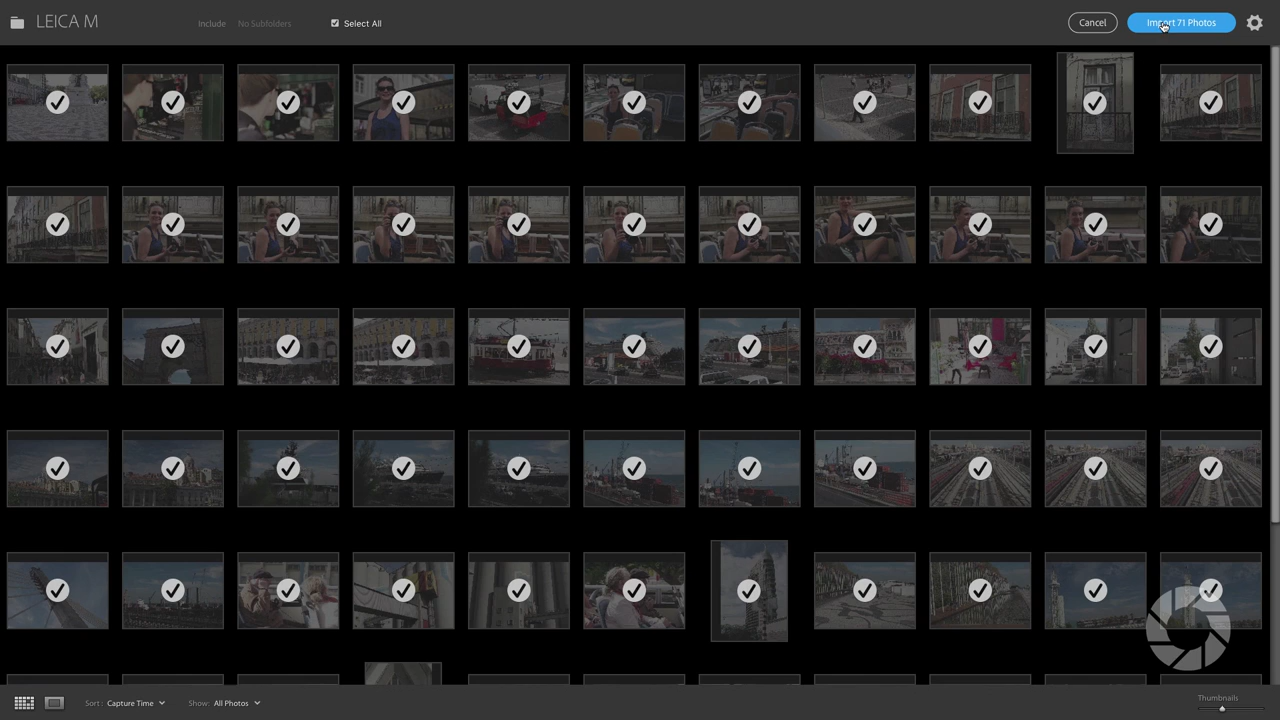 LEICA M
Include No Subfolders
Select All
Cancel
Import 71 Photos
Sort: Capture Time
Show: All Photos
Thumbnails